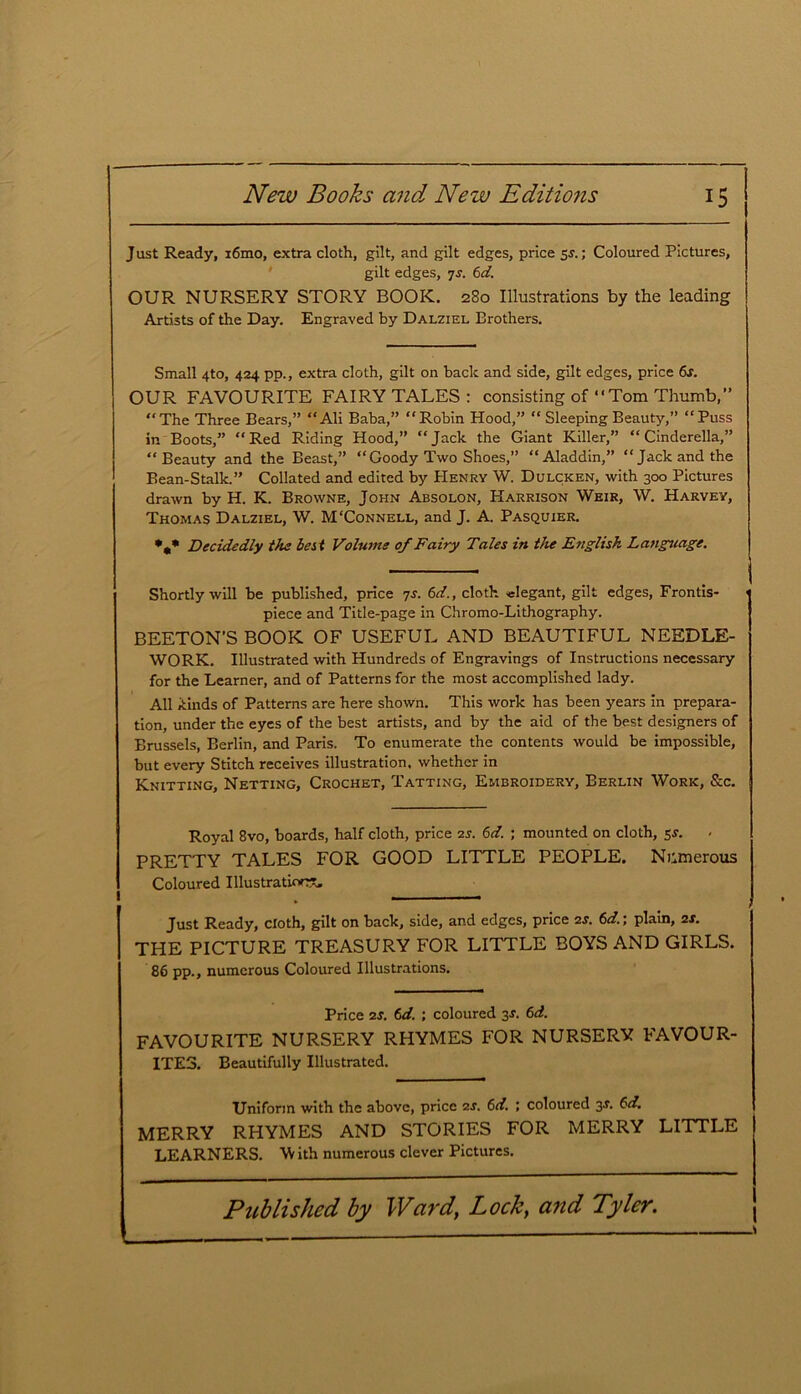 New Books and New Editions 15
Just Ready, 16mo, extra cloth, gilt, and gilt edges, price 5s.; Coloured Pictures,
gilt edges, 7s. 6d.
OUR NURSERY STORY BOOK. 280 Illustrations by the leading
Artists of the Day. Engraved by DALZIEL Brothers.
Small 4to, 424 pp., extra cloth, gilt on back and side, gilt edges, price 6s.
OUR FAVOURITE FAIRY TALES : consisting of "Tom Thumb,"
"The Three Bears," "Ali Baba," "Robin Hood," "Sleeping Beauty," "Puss
in Boots," "Red Riding Hood," "Jack the Giant Killer," "Cinderella,"
"Beauty and the Beast," "Goody Two Shoes," "Aladdin," "Jack and the
Bean-Stalk." Collated and edited by HENRY W. DULCKEN, with 300 Pictures
drawn by H. K. BROWNE, JOHN ABSOLON, HARRISON WEIR, W. HARVEY,
THOMAS DALZIEL, W. M'CONNELL, and J. A. PASQUIER.
*** Decidedly the best Volume of Fairy Tales in the English Language.
Shortly will be published, price 7s. 6d., cloth elegant, gilt edges, Frontis-
piece and Title-page in Chromo-Lithography.
BEETON'S BOOK OF USEFUL AND BEAUTIFUL NEEDLE-
WORK. Illustrated with Hundreds of Engravings of Instructions necessary
for the Learner, and of Patterns for the most accomplished lady.
All kinds of Patterns are here shown. This work has been years in prepara-
tion, under the eyes of the best artists, and by the aid of the best designers of
Brussels, Berlin, and Paris. To enumerate the contents would be impossible,
but every Stitch receives illustration, whether in
KNITTING, NETTING, CROCHET, TATTING, EMBROIDERY, BERLIN WORK, &c.
Royal 8vo, boards, half cloth, price 2s. 6d. ; mounted on cloth, 5s.
PRETTY TALES FOR GOOD LITTLE PEOPLE. Numerous
Coloured Illustrations.
Just Ready, cloth, gilt on back, side, and edges, price 2s. 6d.; plain, 2s.
THE PICTURE TREASURY FOR LITTLE BOYS AND GIRLS.
86 pp., numerous Coloured Illustrations.
Price 2s. 6d. ; coloured 3s. 6d.
FAVOURITE NURSERY RHYMES FOR NURSERY FAVOUR-
ITES. Beautifully Illustrated.
Uniform with the above, price 2s. 6d. ; coloured 3s. 6d.
MERRY RHYMES AND STORIES FOR MERRY LITTLE
LEARNERS. With numerous clever Pictures.
Published by Ward, Lock, and Tyler.